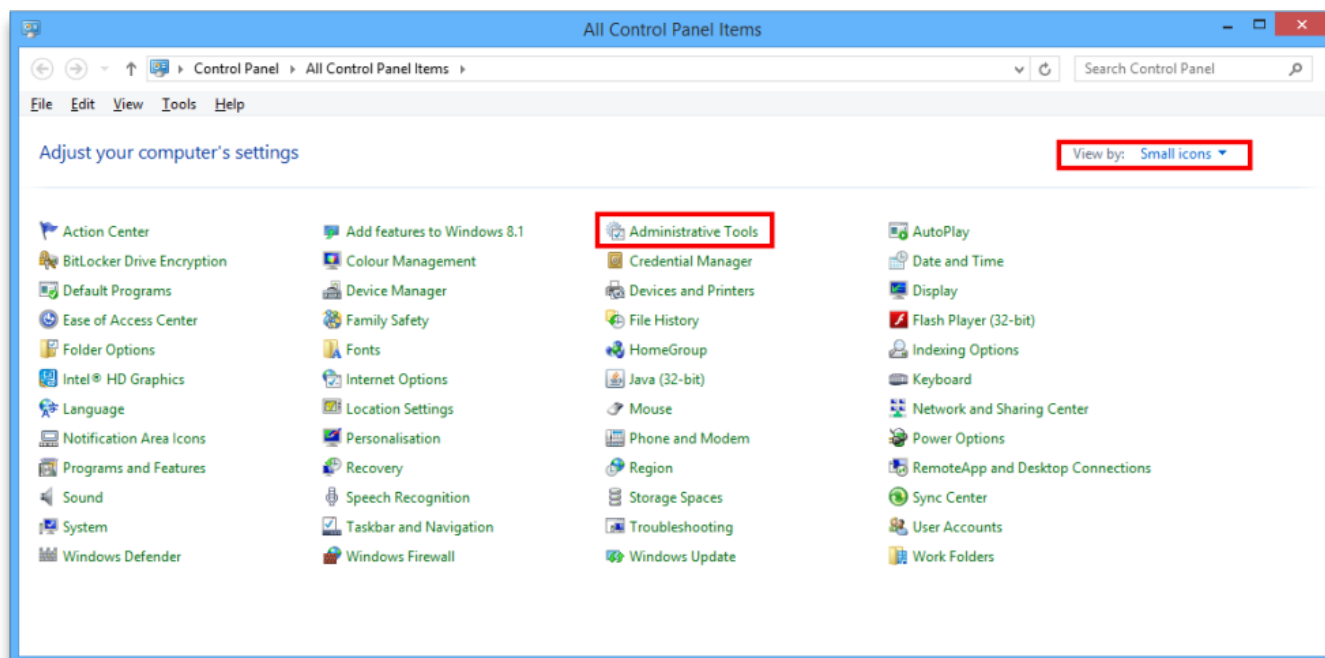 All Control Panel Items
Control Panel All Control Panel Items Search Control Panel
File Edit View Tools Help
Adjust your computer's settings View by: Small icons
Action Center Add features to Windows 8.1 Administrative Tools AutoPlay
BitLocker Drive Encryption Colour Management Credential Manager Date and Time
Default Programs Device Manager Devices and Printers Display
Ease of Access Center Family Safety File History Flash Player (32-bit)
Folder Options Fonts HomeGroup Indexing Options
Intel® HD Graphics Internet Options Java (32-bit) Keyboard
Language Location Settings Mouse Network and Sharing Center
Notification Area Icons Personalisation Phone and Modem Power Options
Programs and Features Recovery Region RemoteApp and Desktop Connections
Sound Speech Recognition Storage Spaces Sync Center
System Taskbar and Navigation Troubleshooting User Accounts
Windows Defender Windows Firewall Windows Update Work Folders